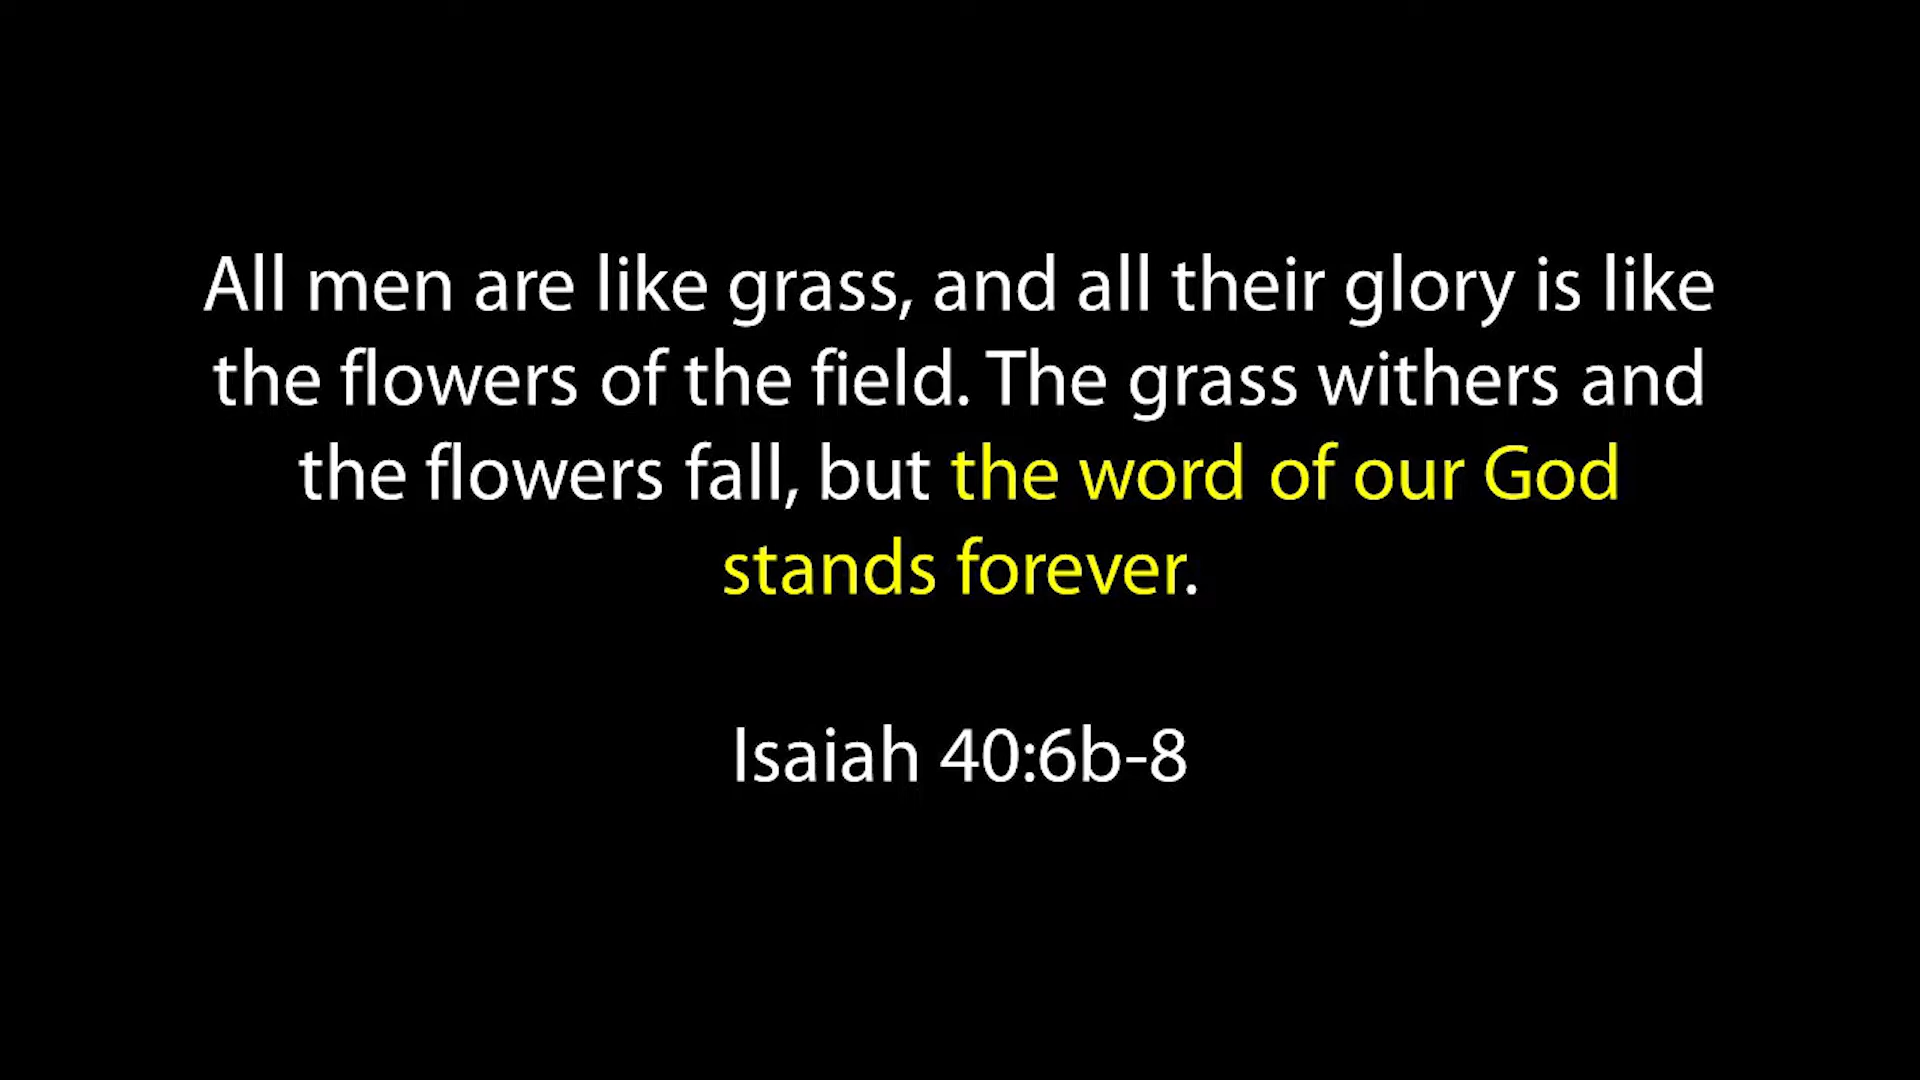 All men are like grass, and all their glory is like
the flowers of the field. The grass withers and
the flowers fall, but the word of our God
stands forever.
Isaiah 40:6b-8